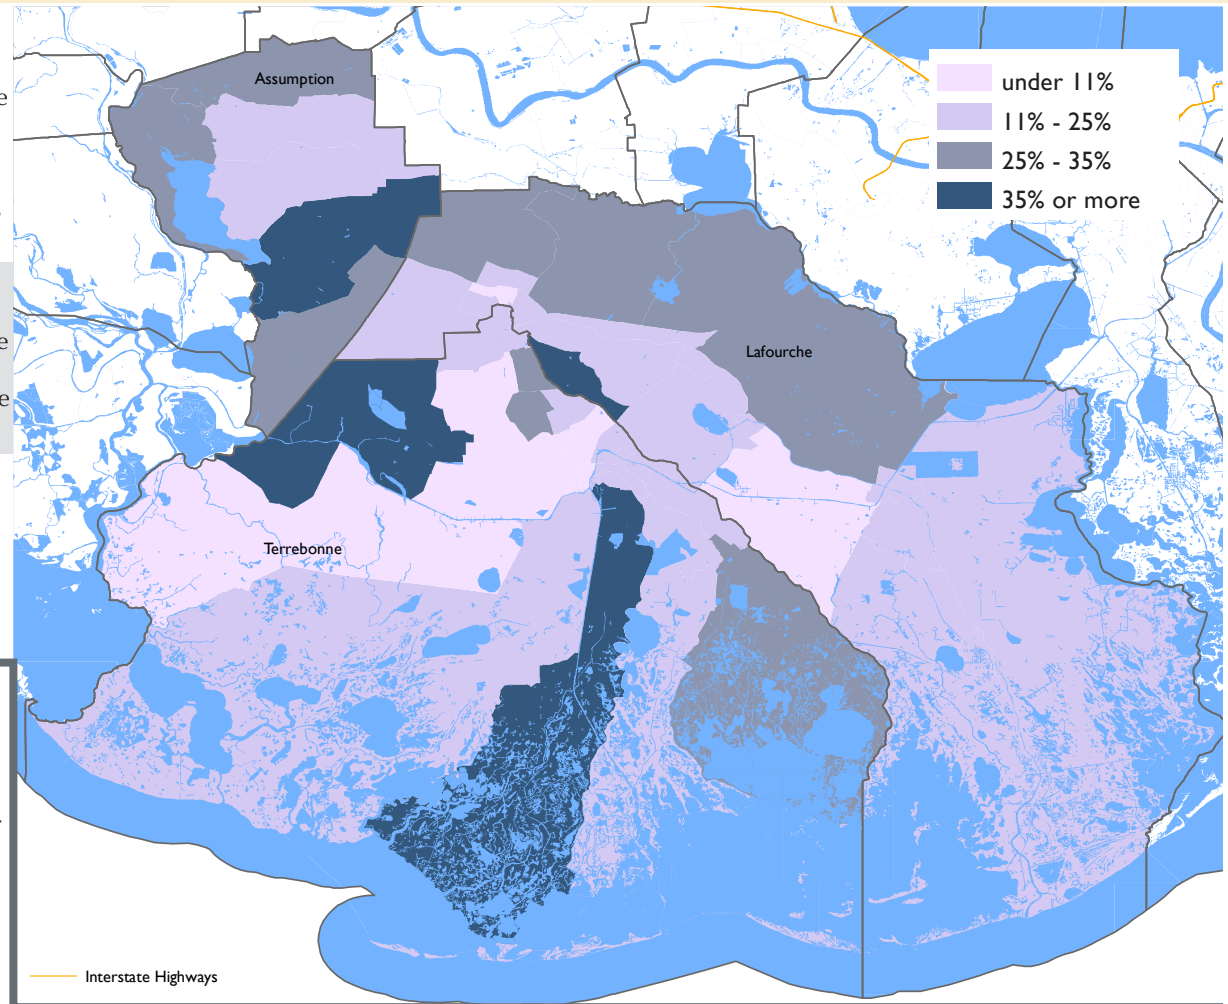 Assumption
under 11%
11% - 25%
25% - 35%
35% or more
Lafourche
Terrebonne
Interstate Highways